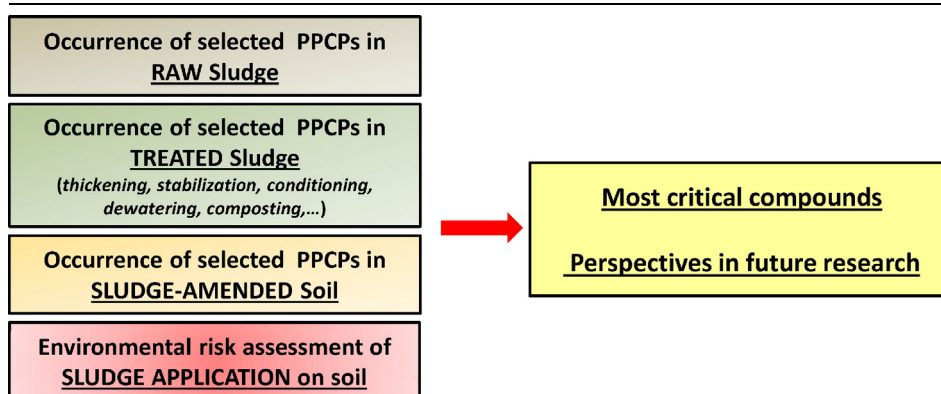 Occurrence of selected PPCPs in
RAW Sludge
Occurrence of selected PPCPs in
TREATED Sludge
(thickening, stabilization, conditioning,
dewatering, composting,...)
Occurrence of selected PPCPs in
SLUDGE-AMENDED Soil
Environmental risk assessment of
SLUDGE APPLICATION on soil
Most critical compounds
Perspectives in future research